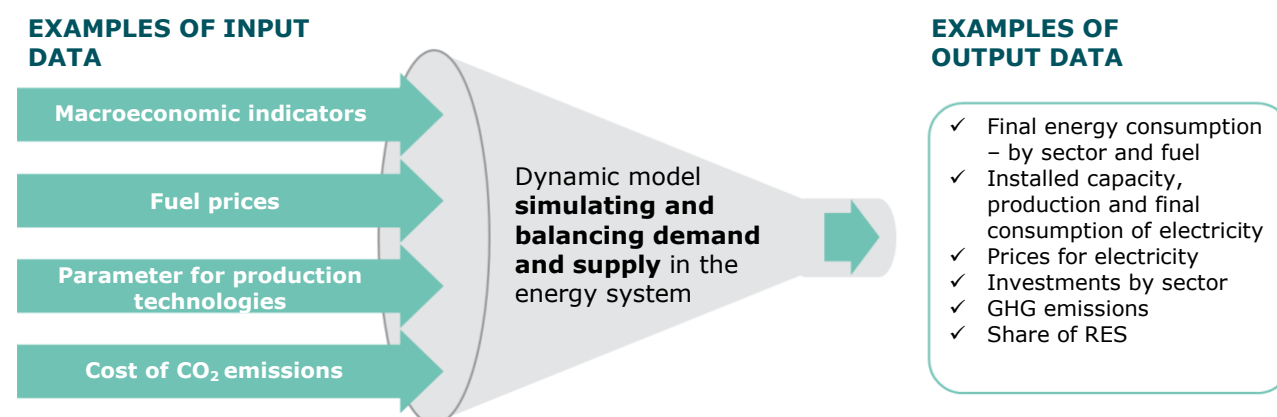 EXAMPLES OF INPUT
DATA
Macroeconomic indicators
Fuel prices
Parameter for production
technologies
Cost of CO₂ emissions
Dynamic model
simulating and
balancing demand
and supply in the
energy system
EXAMPLES OF
OUTPUT DATA
✓ Final energy consumption
– by sector and fuel
✓ Installed capacity,
production and final
consumption of electricity
✓ Prices for electricity
✓ Investments by sector
✓ GHG emissions
✓ Share of RES